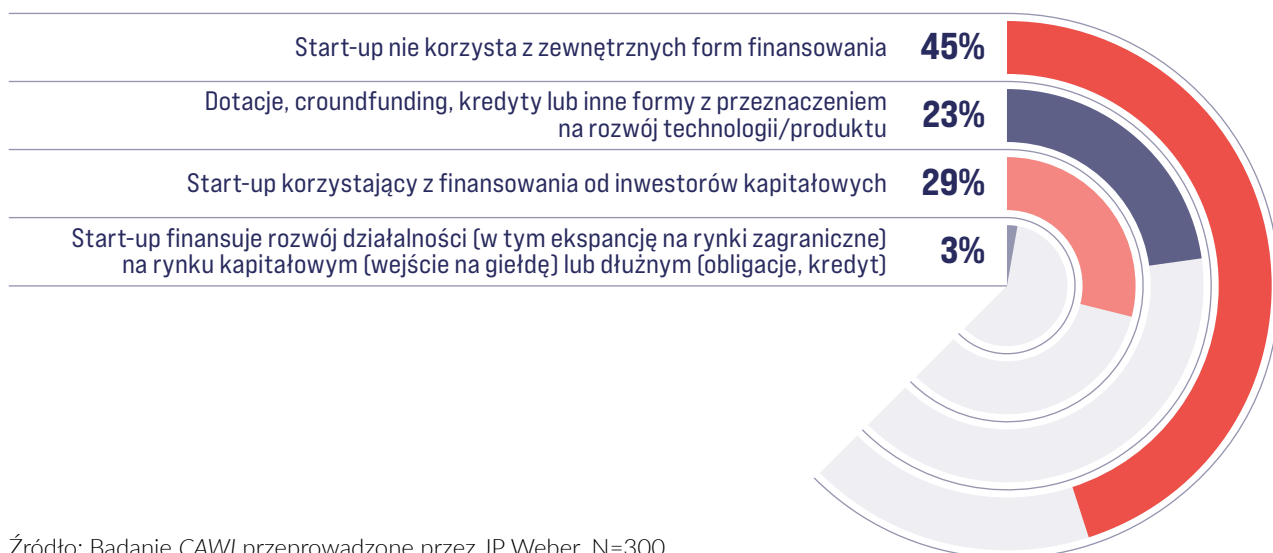 Start-up nie korzysta z zewnętrznych form finansowania 45%
Dotacje, croundfunding, kredyty lub inne formy z przeznaczeniem
na rozwój technologii/produktu 23%
Start-up korzystający z finansowania od inwestorów kapitałowych 29%
Start-up finansuje rozwój działalności (w tym ekspancję na rynki zagraniczne)
na rynku kapitałowym (wejście na giełdę) lub dłużnym (obligacje, kredyt) 3%
Źródło: Badanie CAWI przeprowadzone przez JP Weber, N=300